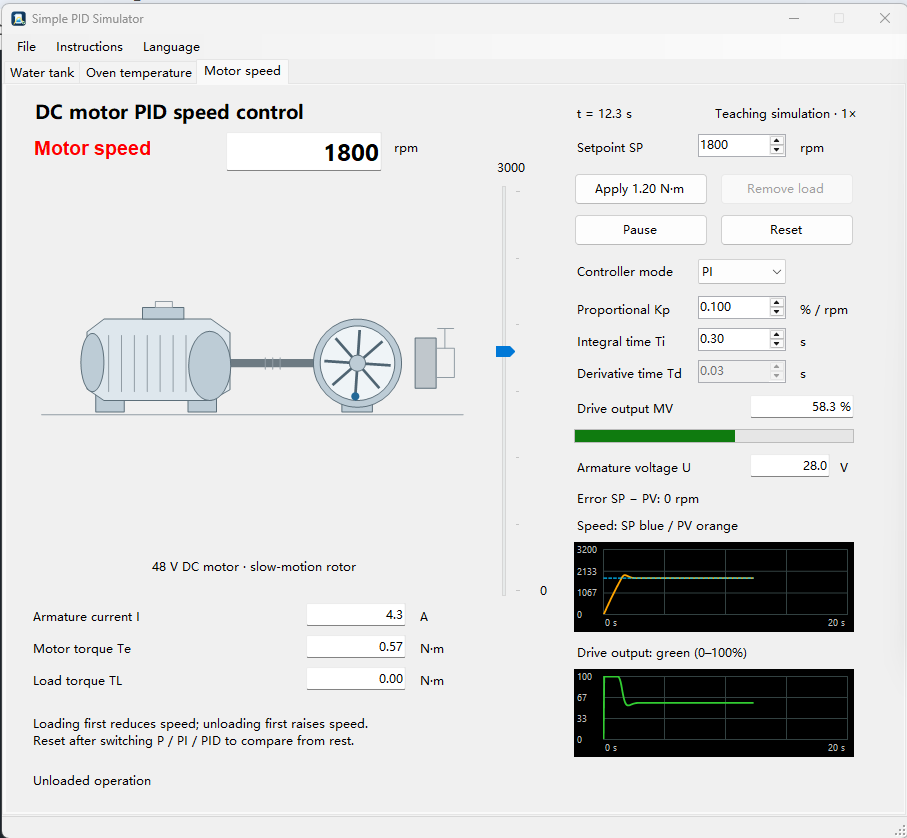 Simple PID Simulator
File Instructions Language
Water tank Oven temperature Motor speed
DC motor PID speed control
Motor speed 1800 rpm
3000
0
48 V DC motor · slow-motion rotor
Armature current I 4.3 A
Motor torque Te 0.57 N·m
Load torque TL 0.00 N·m
Loading first reduces speed; unloading first raises speed.
Reset after switching P / PI / PID to compare from rest.
Unloaded operation
t = 12.3 s Teaching simulation · 1×
Setpoint SP 1800 rpm
Apply 1.20 N·m Remove load
Pause Reset
Controller mode PI
Proportional Kp 0.100 % / rpm
Integral time Ti 0.30 s
Derivative time Td 0.03 s
Drive output MV 58.3 %
Armature voltage U 28.0 V
Error SP − PV: 0 rpm
Speed: SP blue / PV orange
3200
2133
1067
0
0 s 20 s
Drive output: green (0–100%)
100
67
33
0
0 s 20 s